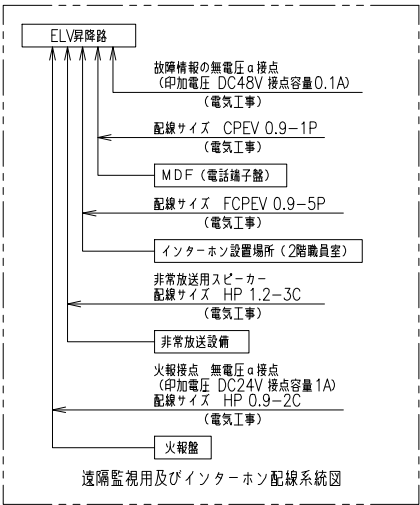 ELV昇降路
故障情報の無電圧a接点
(印加電圧 DC48V 接点容量0.1A)
(電気工事)
配線サイズ CPEV 0.9-1P
(電気工事)
MDF(電話端子盤)
配線サイズ FCPEV 0.9-5P
(電気工事)
インターホン設置場所(2階職員室)
非常放送用スピーカー
配線サイズ HP 1.2-3C
(電気工事)
非常放送設備
火報接点 無電圧a接点
(印加電圧 DC24V 接点容量1A)
配線サイズ HP 0.9-2C
(電気工事)
火報盤
遠隔監視用及びインターホン配線系統図